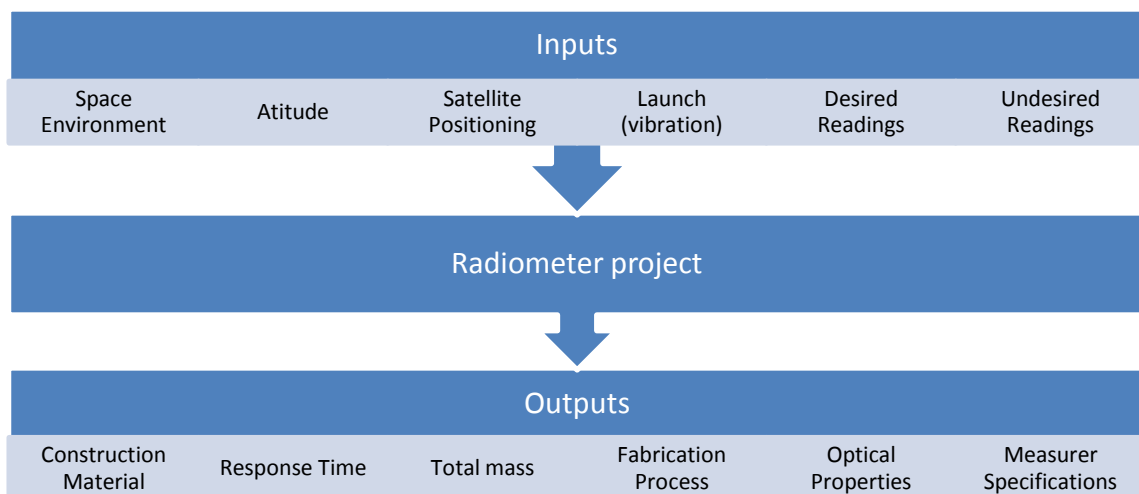 Inputs
Space
Environment
Atitude
Satellite
Positioning
Launch
(vibration)
Desired
Readings
Undesired
Readings
Radiometer project
Outputs
Construction
Material
Response Time
Total mass
Fabrication
Process
Optical
Properties
Measurer
Specifications